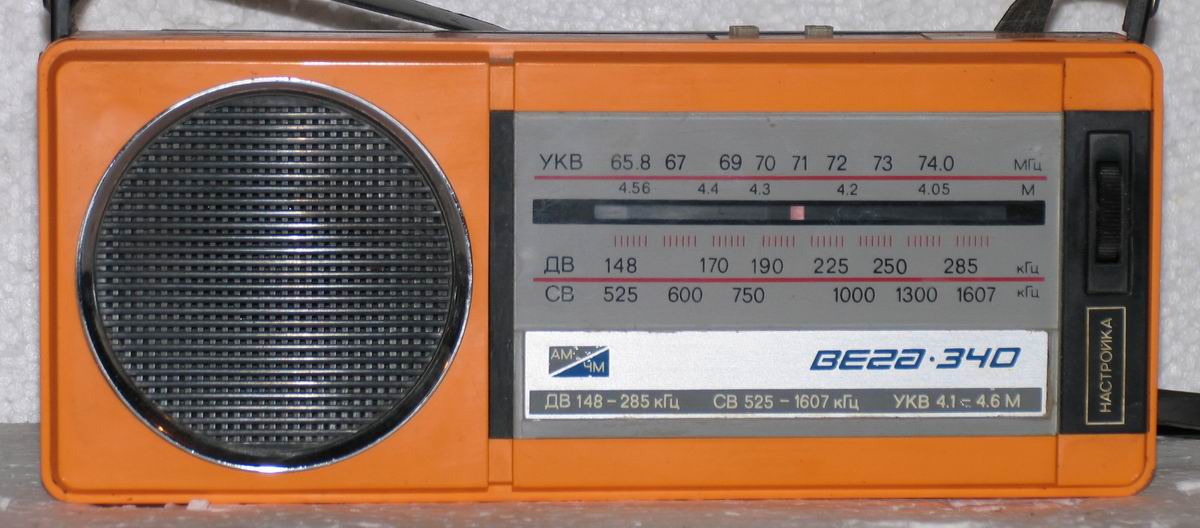 УКВ 65.8 67 69 70 71 72 73 74.0 МГц
4.56 4.4 4.3 4.2 4.05 М
ДВ 148 170 190 225 250 285 кГц
СВ 525 600 750 1000 1300 1607 кГц
АМ-ЧМ
ВЕГА·340
ДВ 148 – 285 кГц СВ 525 – 1607 кГц УКВ 4.1 – 4.6 М
НАСТРОЙКА